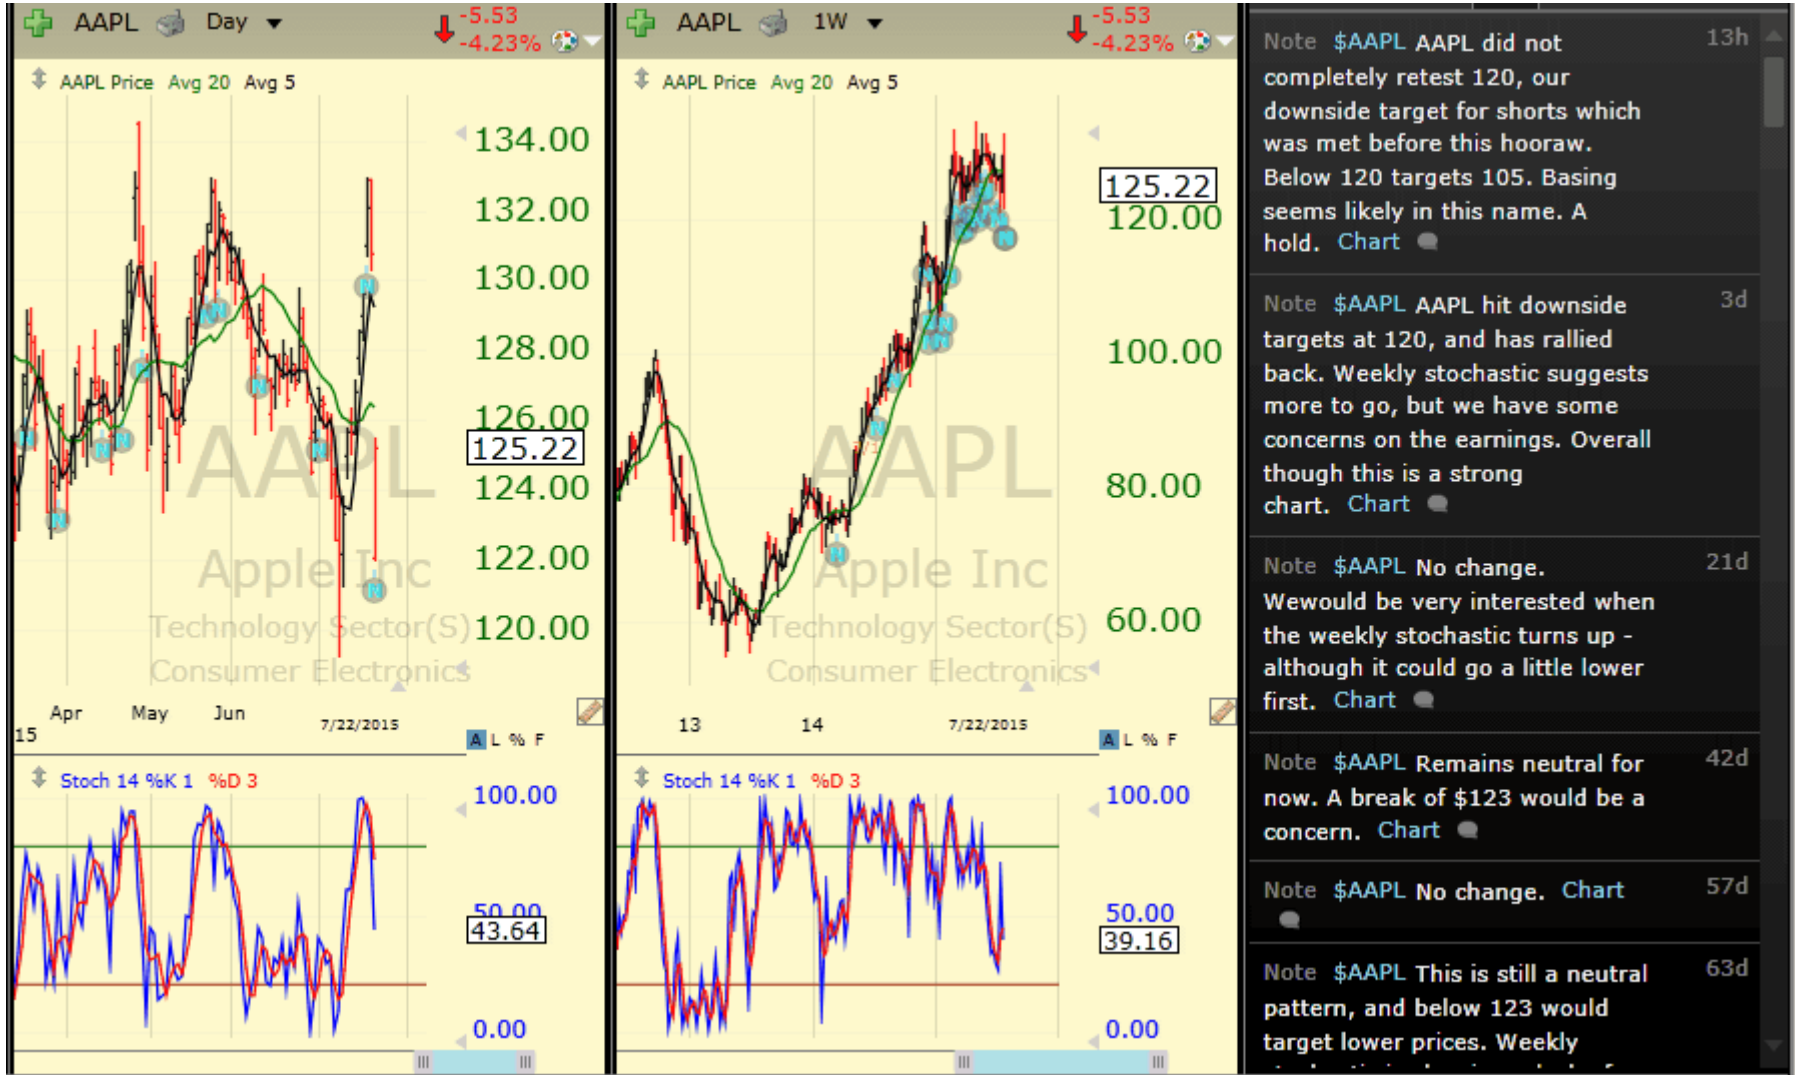 AAPL Day -5.53
-4.23%
AAPL Price Avg 20 Avg 5
134.00
132.00
130.00
128.00
126.00
125.22
124.00
122.00
120.00
AAPL
Apple Inc
Technology Sector(S)
Consumer Electronics
Apr May Jun 7/22/2015
15
A L % F
Stoch 14 %K 1 %D 3
100.00
50.00
43.64
0.00
AAPL 1W -5.53
-4.23%
AAPL Price Avg 20 Avg 5
125.22
120.00
100.00
80.00
60.00
AAPL
Apple Inc
Technology Sector(S)
Consumer Electronics
13 14 7/22/2015
A L % F
Stoch 14 %K 1 %D 3
100.00
50.00
39.16
0.00
Note $AAPL AAPL did not 13h
completely retest 120, our
downside target for shorts which
was met before this hooraw.
Below 120 targets 105. Basing
seems likely in this name. A
hold. Chart
Note $AAPL AAPL hit downside 3d
targets at 120, and has rallied
back. Weekly stochastic suggests
more to go, but we have some
concerns on the earnings. Overall
though this is a strong
chart. Chart
Note $AAPL No change. 21d
Wewould be very interested when
the weekly stochastic turns up -
although it could go a little lower
first. Chart
Note $AAPL Remains neutral for 42d
now. A break of $123 would be a
concern. Chart
Note $AAPL No change. Chart 57d
Note $AAPL This is still a neutral 63d
pattern, and below 123 would
target lower prices. Weekly